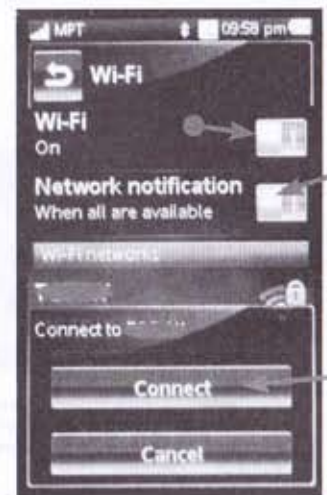 MPT 09:58 pm
Wi-Fi
Wi-Fi
On
Network notification
When all are available
Wi-Fi networks
Connect to
Connect
Cancel